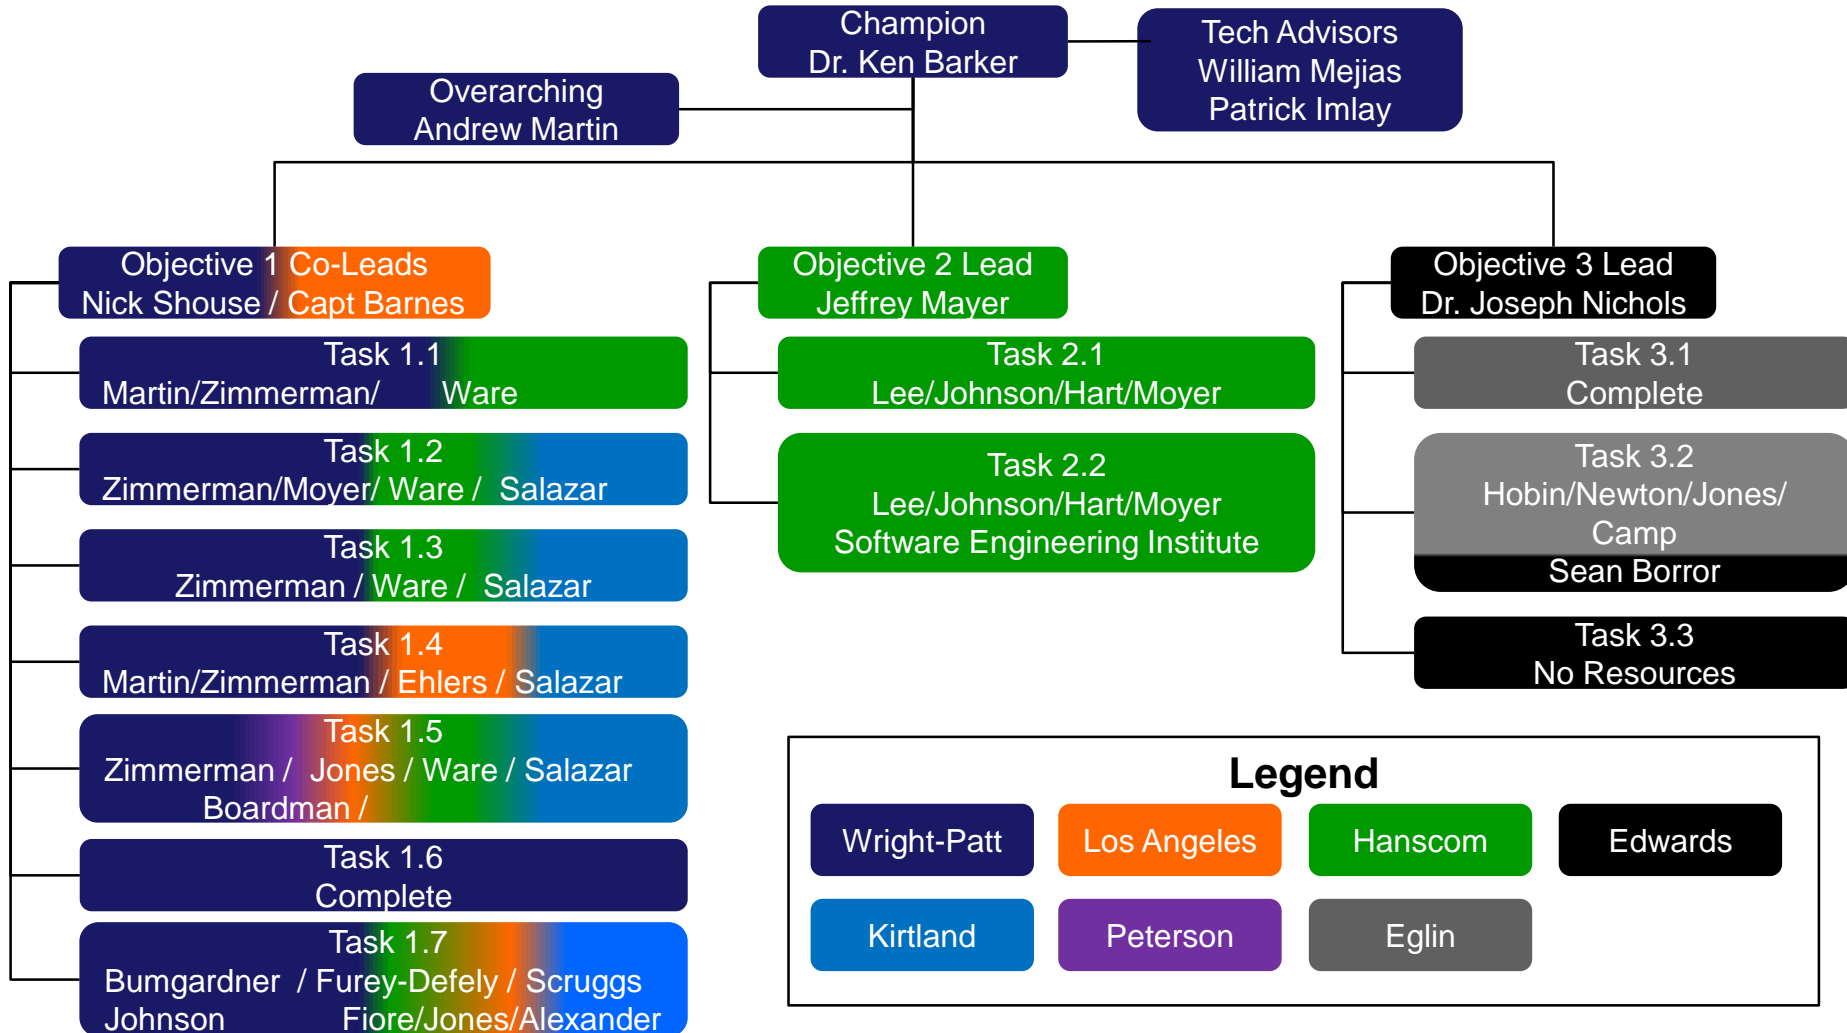 Champion
Dr. Ken Barker
Tech Advisors
William Mejias
Patrick Imlay
Overarching
Andrew Martin
Objective 1 Co-Leads
Nick Shouse / Capt Barnes
Task 1.1
Martin/Zimmerman/ Ware
Task 1.2
Zimmerman/Moyer/ Ware / Salazar
Task 1.3
Zimmerman / Ware / Salazar
Task 1.4
Martin/Zimmerman / Ehlers / Salazar
Task 1.5
Zimmerman / Jones / Ware / Salazar
Boardman /
Task 1.6
Complete
Task 1.7
Bumgardner / Furey-Defely / Scruggs
Johnson Fiore/Jones/Alexander
Objective 2 Lead
Jeffrey Mayer
Task 2.1
Lee/Johnson/Hart/Moyer
Task 2.2
Lee/Johnson/Hart/Moyer
Software Engineering Institute
Objective 3 Lead
Dr. Joseph Nichols
Task 3.1
Complete
Task 3.2
Hobin/Newton/Jones/
Camp
Sean Borror
Task 3.3
No Resources
Legend
Wright-Patt
Los Angeles
Hanscom
Edwards
Kirtland
Peterson
Eglin